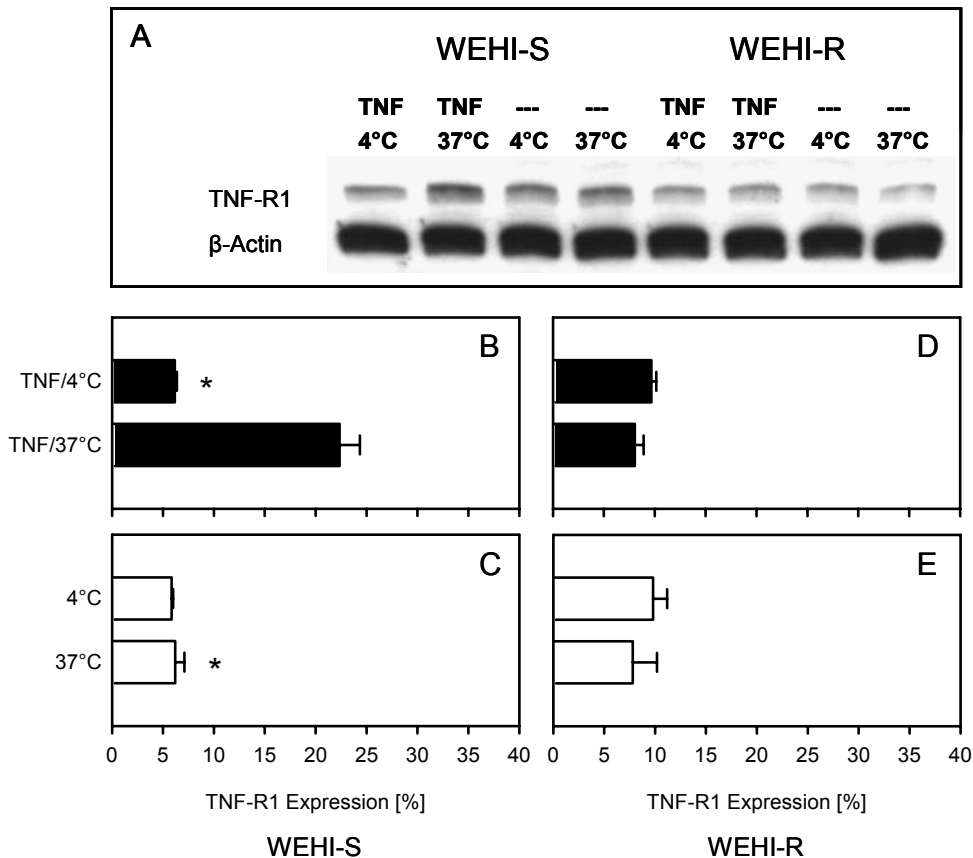 A
WEHI-S WEHI-R
TNF TNF --- --- TNF TNF --- ---
4°C 37°C 4°C 37°C 4°C 37°C 4°C 37°C
TNF-R1
β-Actin
B D
TNF/4°C *
TNF/37°C
C E
4°C
37°C *
0 5 10 15 20 25 30 35 40 0 5 10 15 20 25 30 35 40
TNF-R1 Expression [%] TNF-R1 Expression [%]
WEHI-S WEHI-R